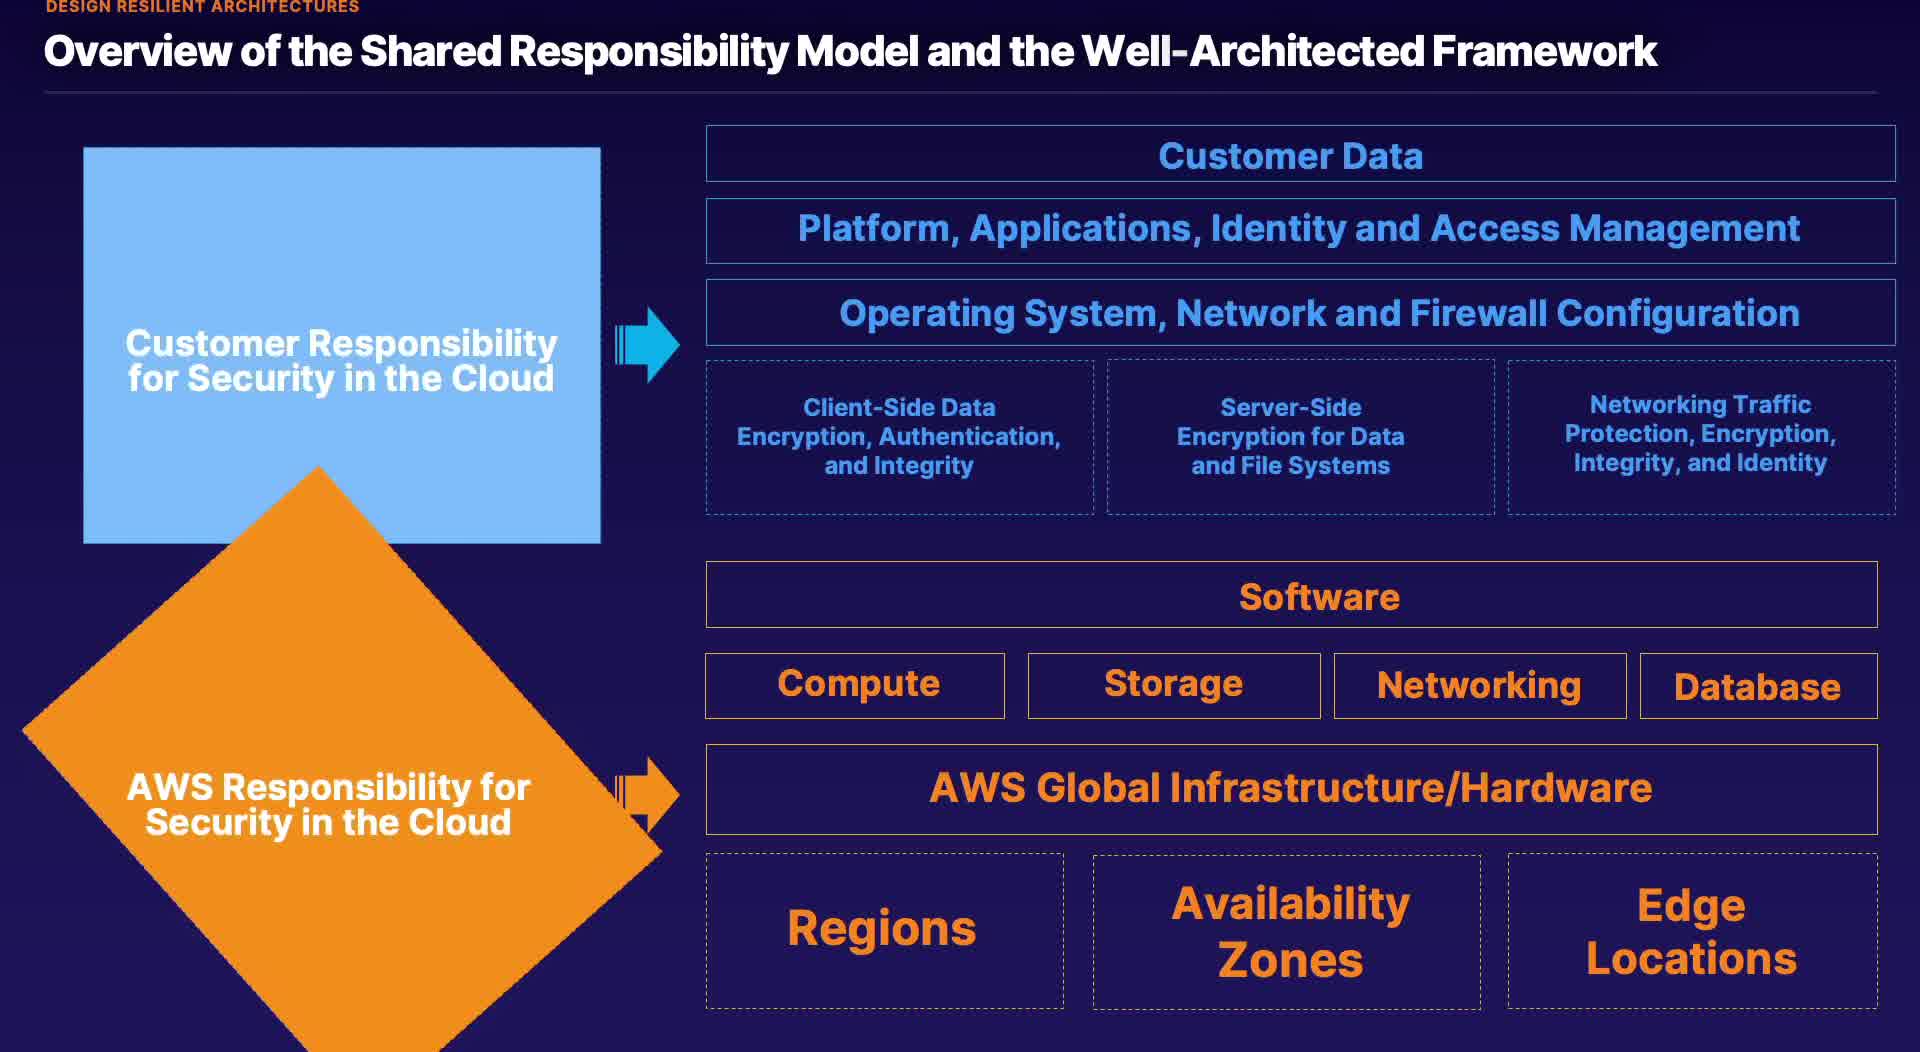 DESIGN RESILIENT ARCHITECTURES
Overview of the Shared Responsibility Model and the Well-Architected Framework
Customer Responsibility
for Security in the Cloud
Customer Data
Platform, Applications, Identity and Access Management
Operating System, Network and Firewall Configuration
Client-Side Data
Encryption, Authentication,
and Integrity
Server-Side
Encryption for Data
and File Systems
Networking Traffic
Protection, Encryption,
Integrity, and Identity
AWS Responsibility for
Security in the Cloud
Software
Compute
Storage
Networking
Database
AWS Global Infrastructure/Hardware
Regions
Availability
Zones
Edge
Locations